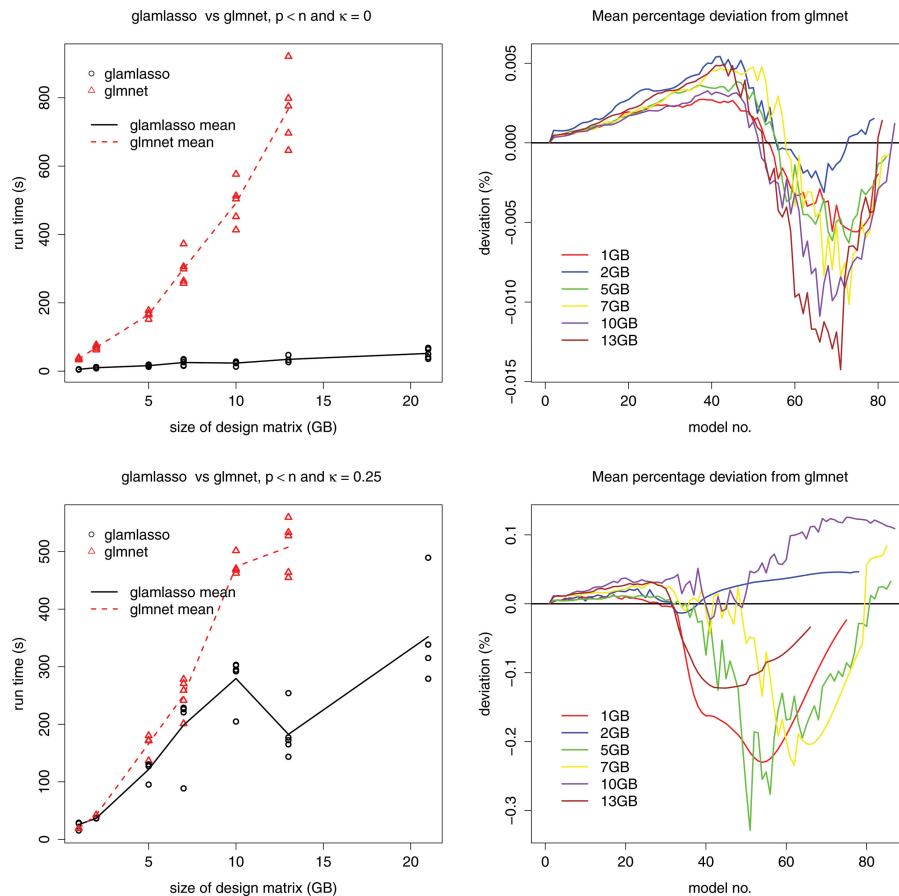 glamlasso vs glmnet, p < n and κ = 0
run time (s)
0
200
400
600
800
glamlasso
glmnet
glamlasso mean
glmnet mean
5
10
15
20
size of design matrix (GB)
Mean percentage deviation from glmnet
deviation (%)
0.005
0.000
−0.005
−0.010
−0.015
1GB
2GB
5GB
7GB
10GB
13GB
0
20
40
60
80
model no.
glamlasso vs glmnet, p < n and κ = 0.25
run time (s)
0
100
200
300
400
500
glamlasso
glmnet
glamlasso mean
glmnet mean
5
10
15
20
size of design matrix (GB)
Mean percentage deviation from glmnet
deviation (%)
0.1
0.0
−0.1
−0.2
−0.3
1GB
2GB
5GB
7GB
10GB
13GB
0
20
40
60
80
model no.